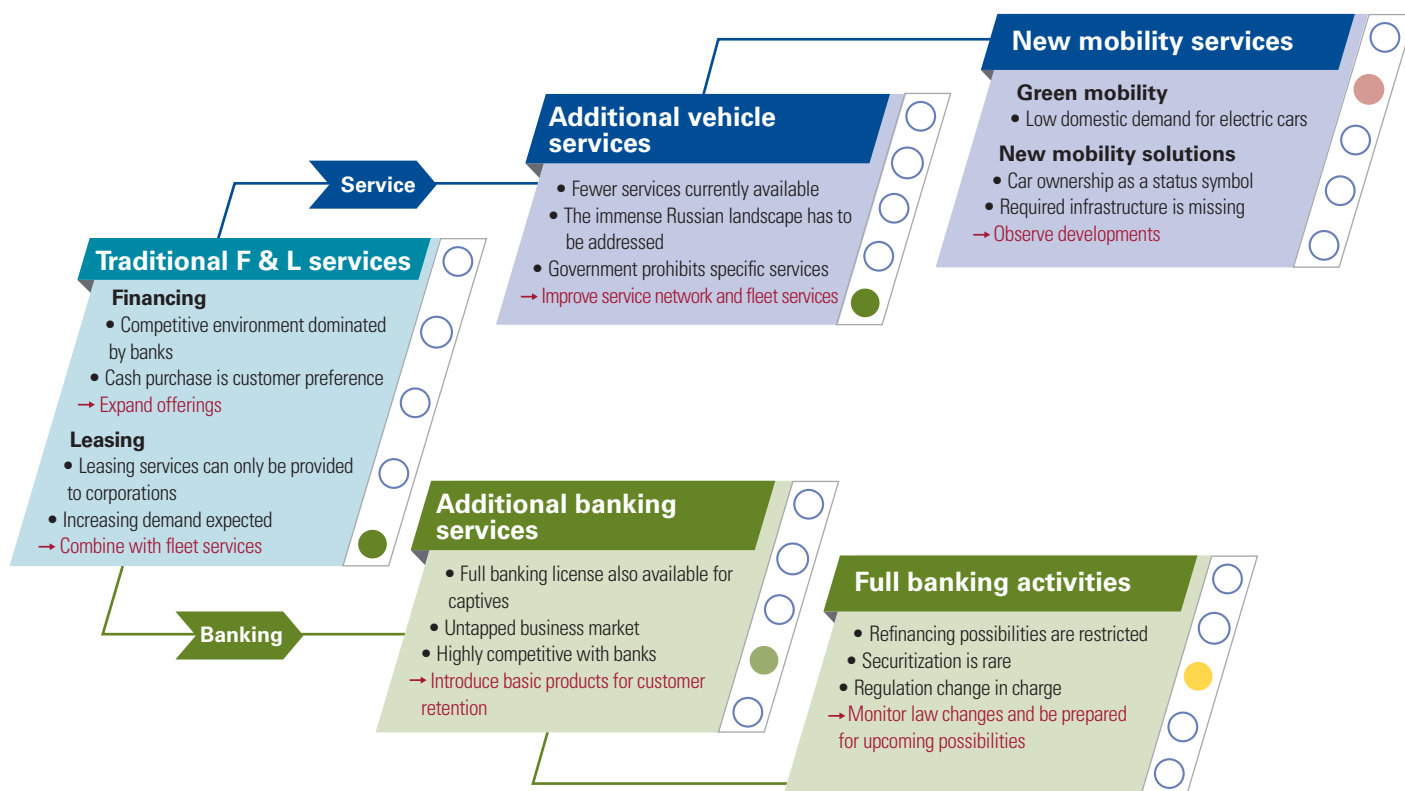 New mobility services
Green mobility
• Low domestic demand for electric cars
New mobility solutions
• Car ownership as a status symbol
• Required infrastructure is missing
→ Observe developments
Additional vehicle
services
• Fewer services currently available
• The immense Russian landscape has to
be addressed
• Government prohibits specific services
→ Improve service network and fleet services
Service
Traditional F & L services
Financing
• Competitive environment dominated
by banks
• Cash purchase is customer preference
→ Expand offerings
Leasing
• Leasing services can only be provided
to corporations
• Increasing demand expected
→ Combine with fleet services
Banking
Additional banking
services
• Full banking license also available for
captives
• Untapped business market
• Highly competitive with banks
→ Introduce basic products for customer
retention
Full banking activities
• Refinancing possibilities are restricted
• Securitization is rare
• Regulation change in charge
→ Monitor law changes and be prepared
for upcoming possibilities